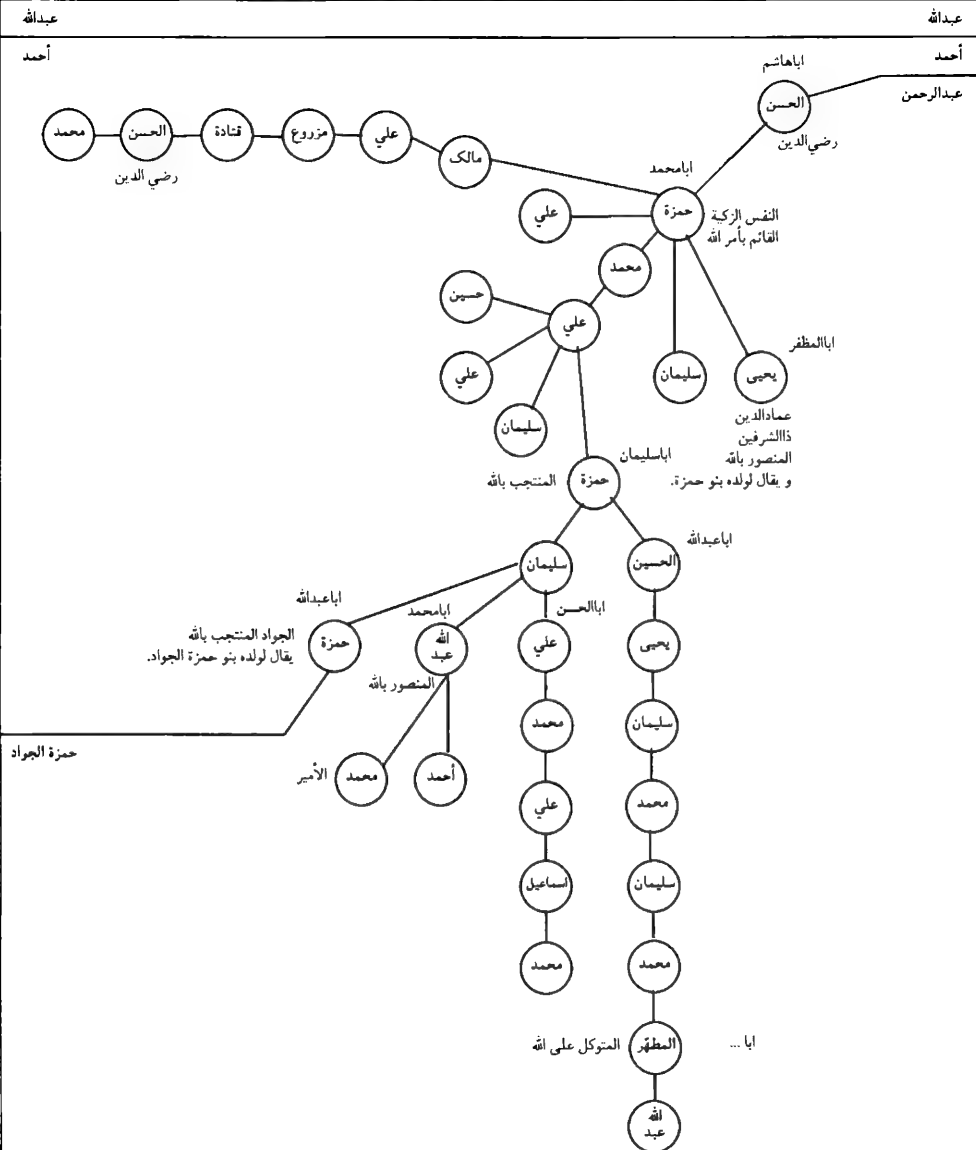 عبدالله
عبدالله
أحمد
أحمد
عبدالرحمن
اباهاشم
الحسن
رضي‌الدين
محمد
الحسن
رضي الدين
قتادة
مزروع
علي
مالک
ابامحمد
حمزة
النفس الزكية
القائم بأمر الله
علي
محمد
حسين
علي
علي
سليمان
سليمان
اباالمظفر
يحيى
عمادالدين
ذاالشرفين
المنصور بالله
و يقال لولده بنو حمزة.
اباسليمان
حمزة
المنتجب بالله
اباعبدالله
الحسين
سليمان
اباعبدالله
حمزة
الجواد المنتجب بالله
يقال لولده بنو حمزة الجواد.
حمزة الجواد
ابامحمد
الله
عبد
المنصور بالله
محمد
الأمير
أحمد
اباالحسن
علي
محمد
علي
اسماعيل
محمد
يحيى
سليمان
محمد
سليمان
محمد
ابا ...
المطهّر
المتوكل على الله
الله
عبد